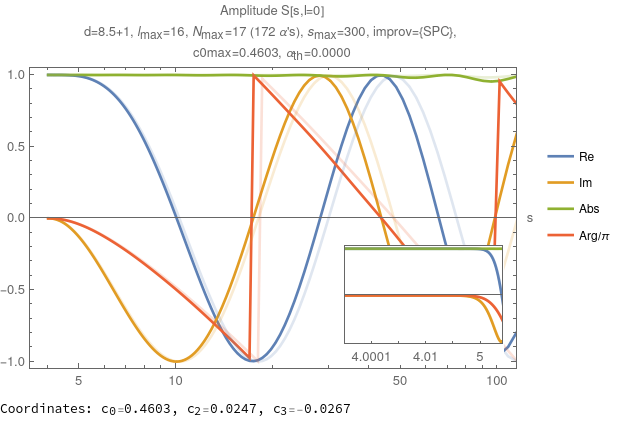 Amplitude S[s,l=0]
d=8.5+1, lmax=16, Nmax=17 (172 α's), smax=300, improv={SPC},
c0max=0.4603, αth=0.0000
1.0
0.5
0.0
-0.5
-1.0
s
Re
Im
Abs
Arg/π
4.0001 4.01 5
5 10 50 100
Coordinates: c0=0.4603, c2=0.0247, c3=-0.0267